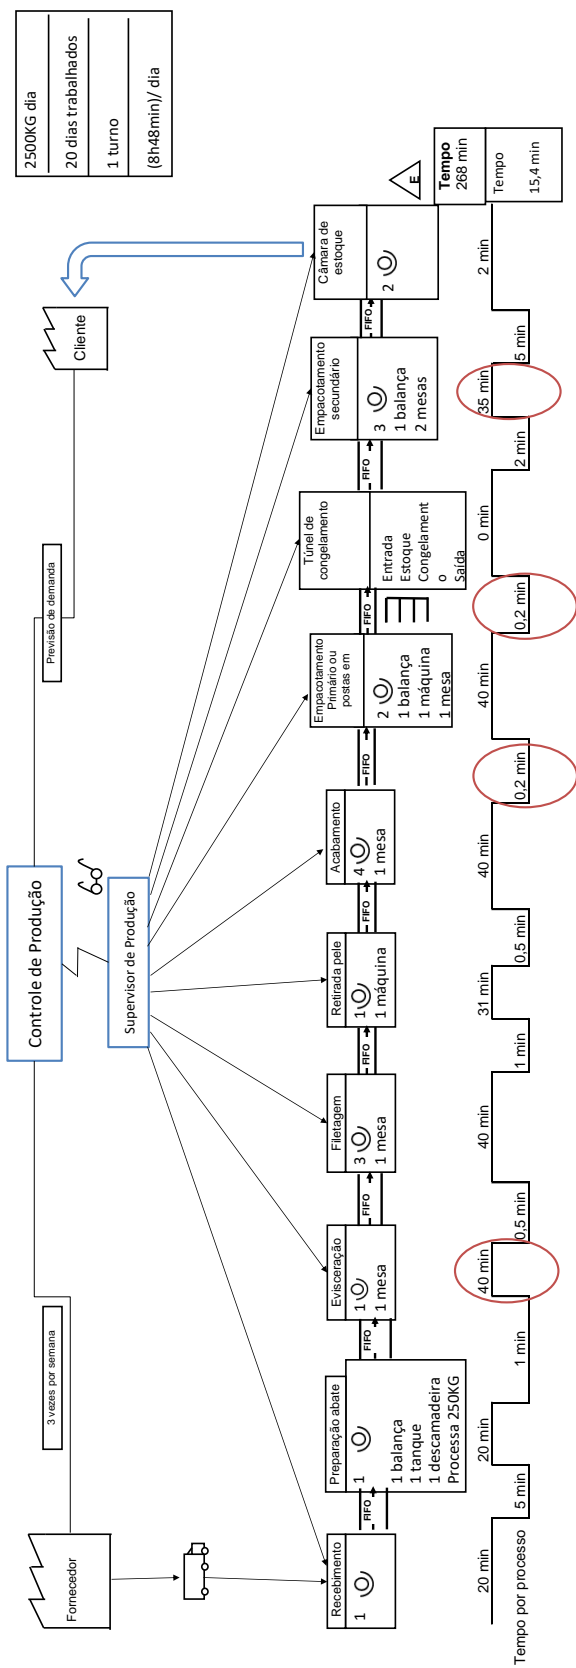 2500KG dia
20 dias trabalhados
1 turno
(8h48min)/ dia
Fornecedor
3 vezes por semana
Controle de Produção
Previsão de demanda
Cliente
Supervisor de Produção
Recebimento
1
FIFO
Preparação abate
1
1 balança
1 tanque
1 descamadeira
Processa 250KG
FIFO
Evisceração
1
1 mesa
FIFO
Filetagem
3
1 mesa
FIFO
Retirada pele
1
1 máquina
FIFO
Acabamento
4
1 mesa
FIFO
Empacotamento
Primário ou
postas em
2
1 balança
1 máquina
1 mesa
FIFO
Túnel de
congelamento
Entrada
Estoque
Congelament
o
Saída
FIFO
Empacotamento
secundário
3
1 balança
2 mesas
FIFO
Câmara de
estoque
2
E
Tempo
268 min
Tempo
15,4 min
Tempo por processo
20 min
5 min
20 min
1 min
40 min
0,5 min
40 min
1 min
31 min
0,5 min
40 min
0,2 min
40 min
0,2 min
0 min
2 min
35 min
5 min
2 min